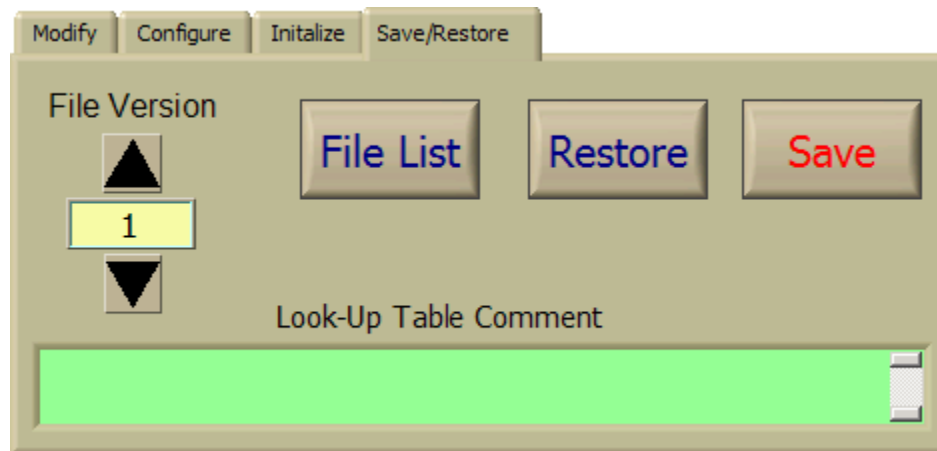 Modify Configure Initalize Save/Restore
File Version
File List Restore Save
1
Look-Up Table Comment